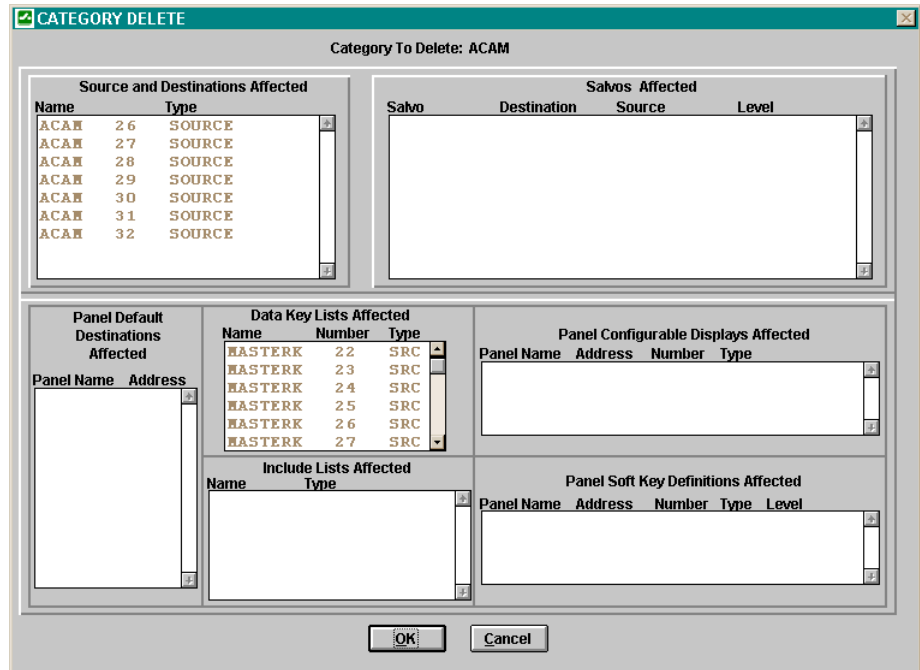 CATEGORY DELETE
Category To Delete: ACAM
Source and Destinations Affected
Name Type
ACAM 26 SOURCE
ACAM 27 SOURCE
ACAM 28 SOURCE
ACAM 29 SOURCE
ACAM 30 SOURCE
ACAM 31 SOURCE
ACAM 32 SOURCE
Salvos Affected
Salvo Destination Source Level
Panel Default
Destinations
Affected
Panel Name Address
Data Key Lists Affected
Name Number Type
MASTERK 22 SRC
MASTERK 23 SRC
MASTERK 24 SRC
MASTERK 25 SRC
MASTERK 26 SRC
MASTERK 27 SRC
Include Lists Affected
Name Type
Panel Configurable Displays Affected
Panel Name Address Number Type
Panel Soft Key Definitions Affected
Panel Name Address Number Type Level
OK Cancel